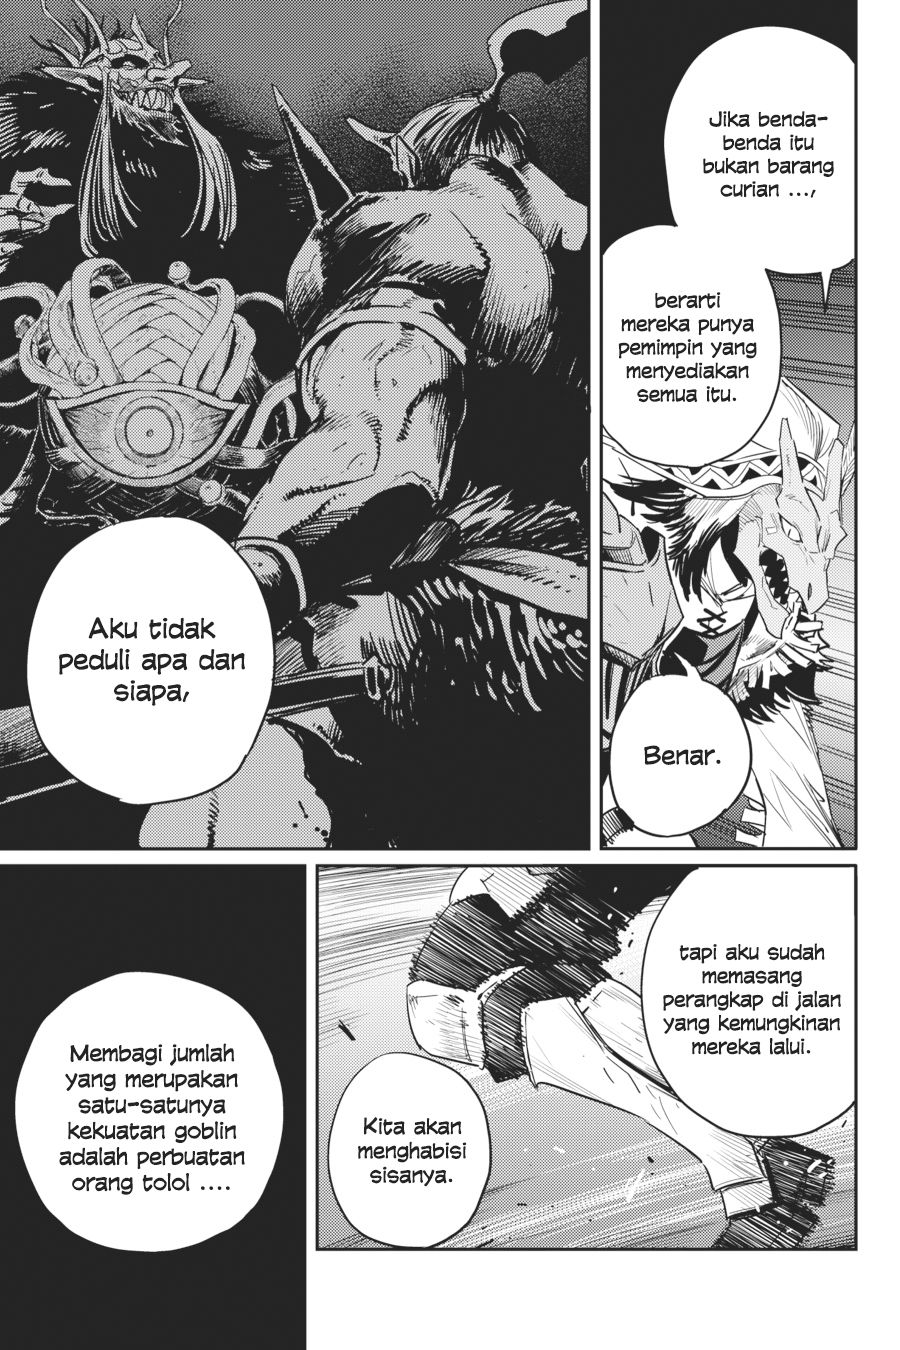 Jika benda-
benda itu
bukan barang
curian ...,
berarti
mereka punya
pemimpin yang
menyediakan
semua itu.
Benar.
Aku tidak
peduli apa dan
siapa,
tapi aku sudah
memasang
perangkap di jalan
yang kemungkinan
mereka lalui.
Kita akan
menghabisi
sisanya.
Membagi jumlah
yang merupakan
satu-satunya
kekuatan goblin
adalah perbuatan
orang tolol ....